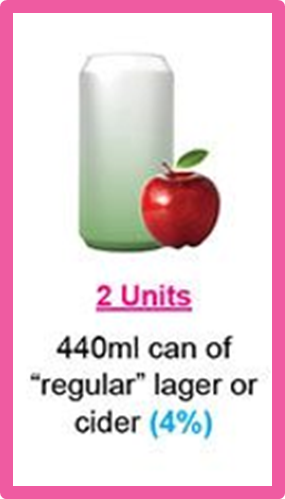 2 Units
440ml can of
“regular” lager or
cider (4%)